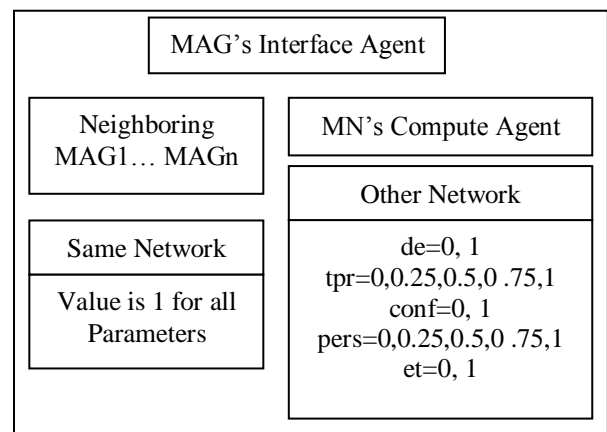 MAG's Interface Agent
Neighboring
MAG1... MAGn
MN's Compute Agent
Same Network
Value is 1 for all
Parameters
Other Network
de=0, 1
tpr=0,0.25,0.5,0 .75,1
conf=0, 1
pers=0,0.25,0.5,0 .75,1
et=0, 1